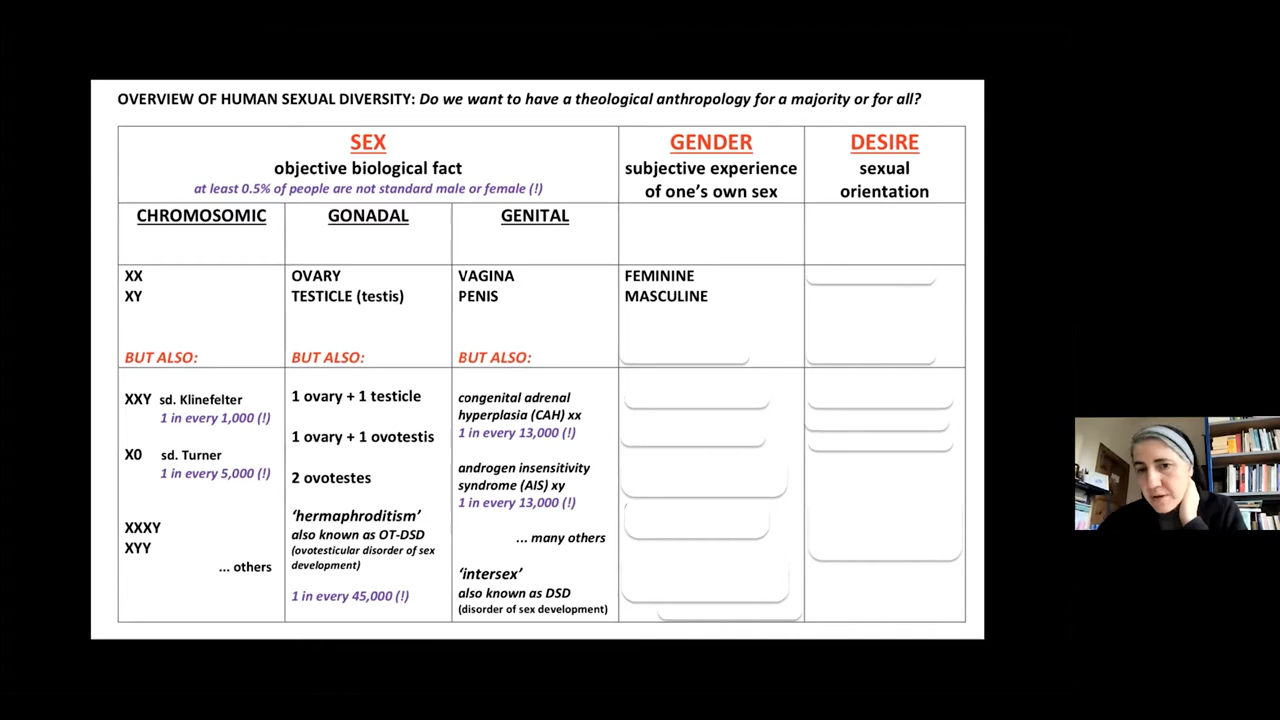 OVERVIEW OF HUMAN SEXUAL DIVERSITY: Do we want to have a theological anthropology for a majority or for all?
SEX
objective biological fact
at least 0.5% of people are not standard male or female (!)
GENDER
subjective experience
of one's own sex
DESIRE
sexual
orientation
CHROMOSOMIC
GONADAL
GENITAL
XX
XY
BUT ALSO:
OVARY
TESTICLE (testis)
BUT ALSO:
VAGINA
PENIS
BUT ALSO:
FEMININE
MASCULINE
XXY sd. Klinefelter
1 in every 1,000 (!)
X0 sd. Turner
1 in every 5,000 (!)
XXXY
XYY
... others
1 ovary + 1 testicle
1 ovary + 1 ovotestis
2 ovotestes
‘hermaphroditism’
also known as OT-DSD
(ovotesticular disorder of sex
development)
1 in every 45,000 (!)
congenital adrenal
hyperplasia (CAH) xx
1 in every 13,000 (!)
androgen insensitivity
syndrome (AIS) xy
1 in every 13,000 (!)
... many others
‘intersex’
also known as DSD
(disorder of sex development)